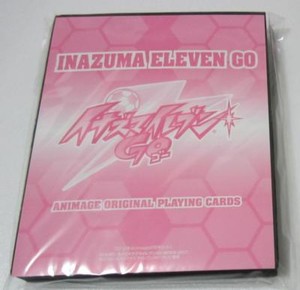 INAZUMA ELEVEN GO
イナズマイレブン
GO
ANIMAGE ORIGINAL PLAYING CARDS